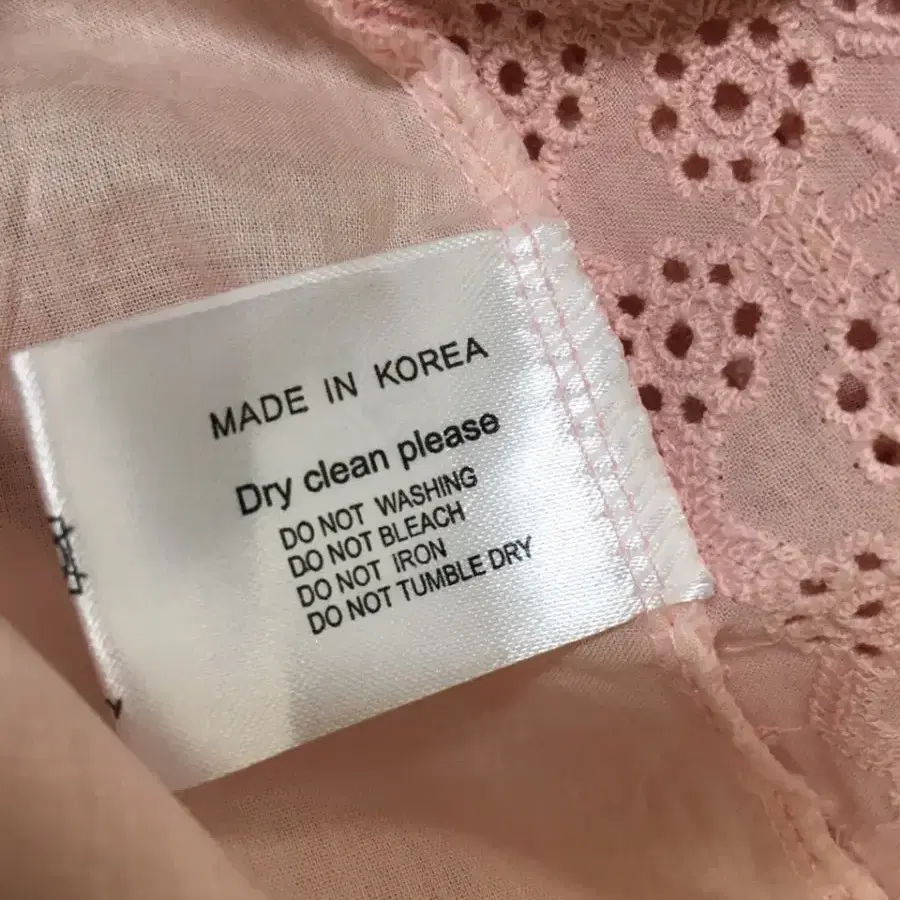 MADE IN KOREA
Dry clean please
DO NOT WASHING
DO NOT BLEACH
DO NOT IRON
DO NOT TUMBLE DRY